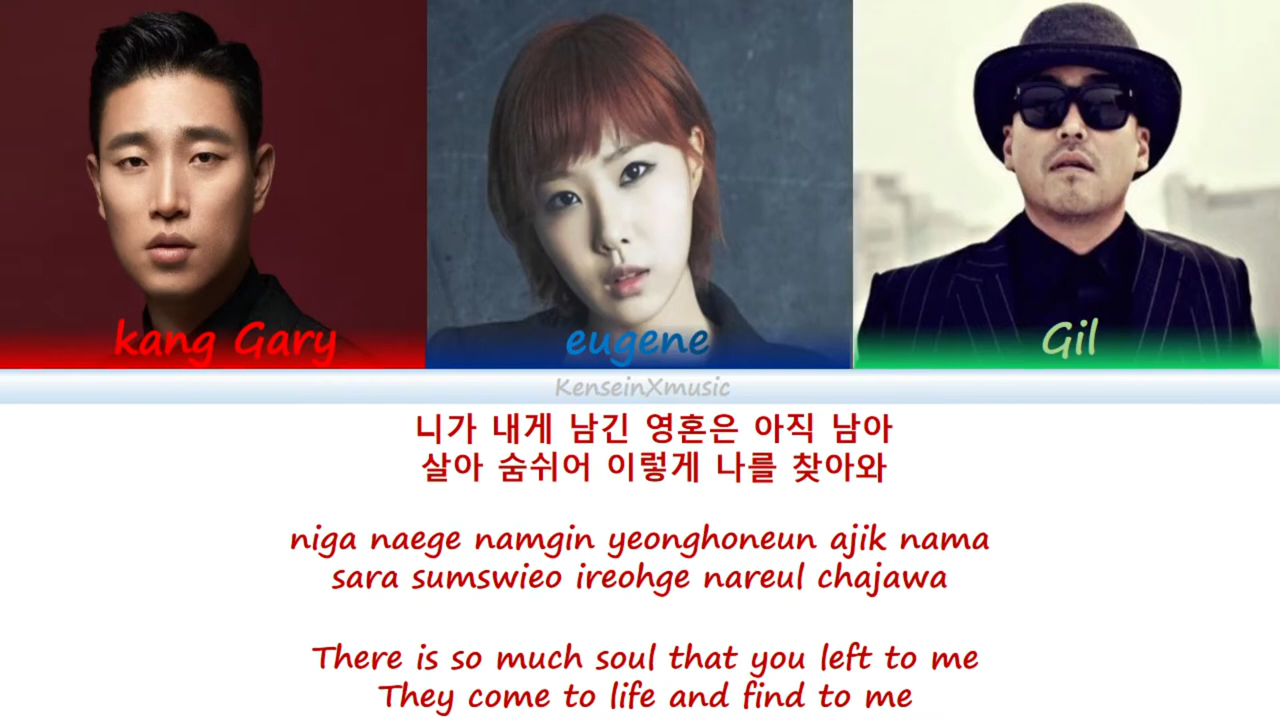 kang Gary
eugene
Gil
KenseinXmusic
니가 내게 남긴 영혼은 아직 남아
살아 숨쉬어 이렇게 나를 찾아와
niga naege namgin yeonghoneun ajik nama
sara sumswieo ireohge nareul chajawa
There is so much soul that you left to me
They come to life and find to me